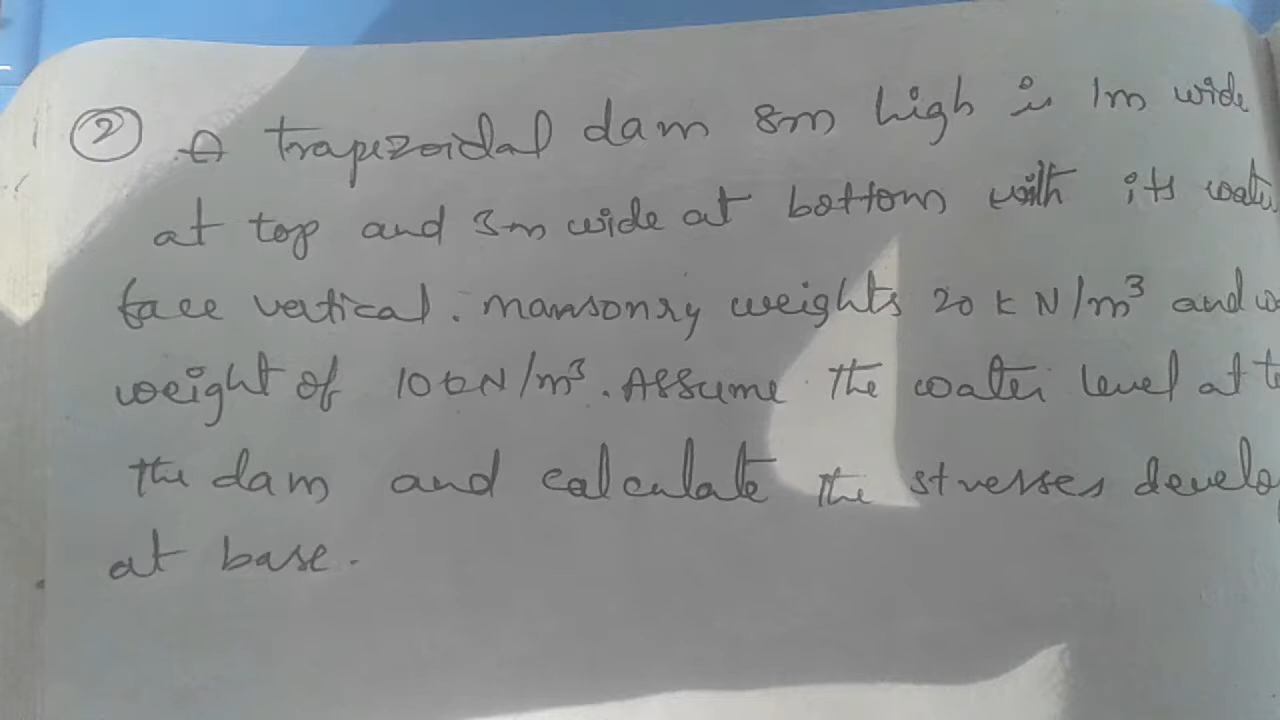 ② A trapezoidal dam 8m high is 1m wide
at top and 3m wide at bottom with its
face vertical. mansonry weights 20 kN/m³ and
weight of 10kN/m³. Assume the water level at
the dam and calculate the stresses
at base.